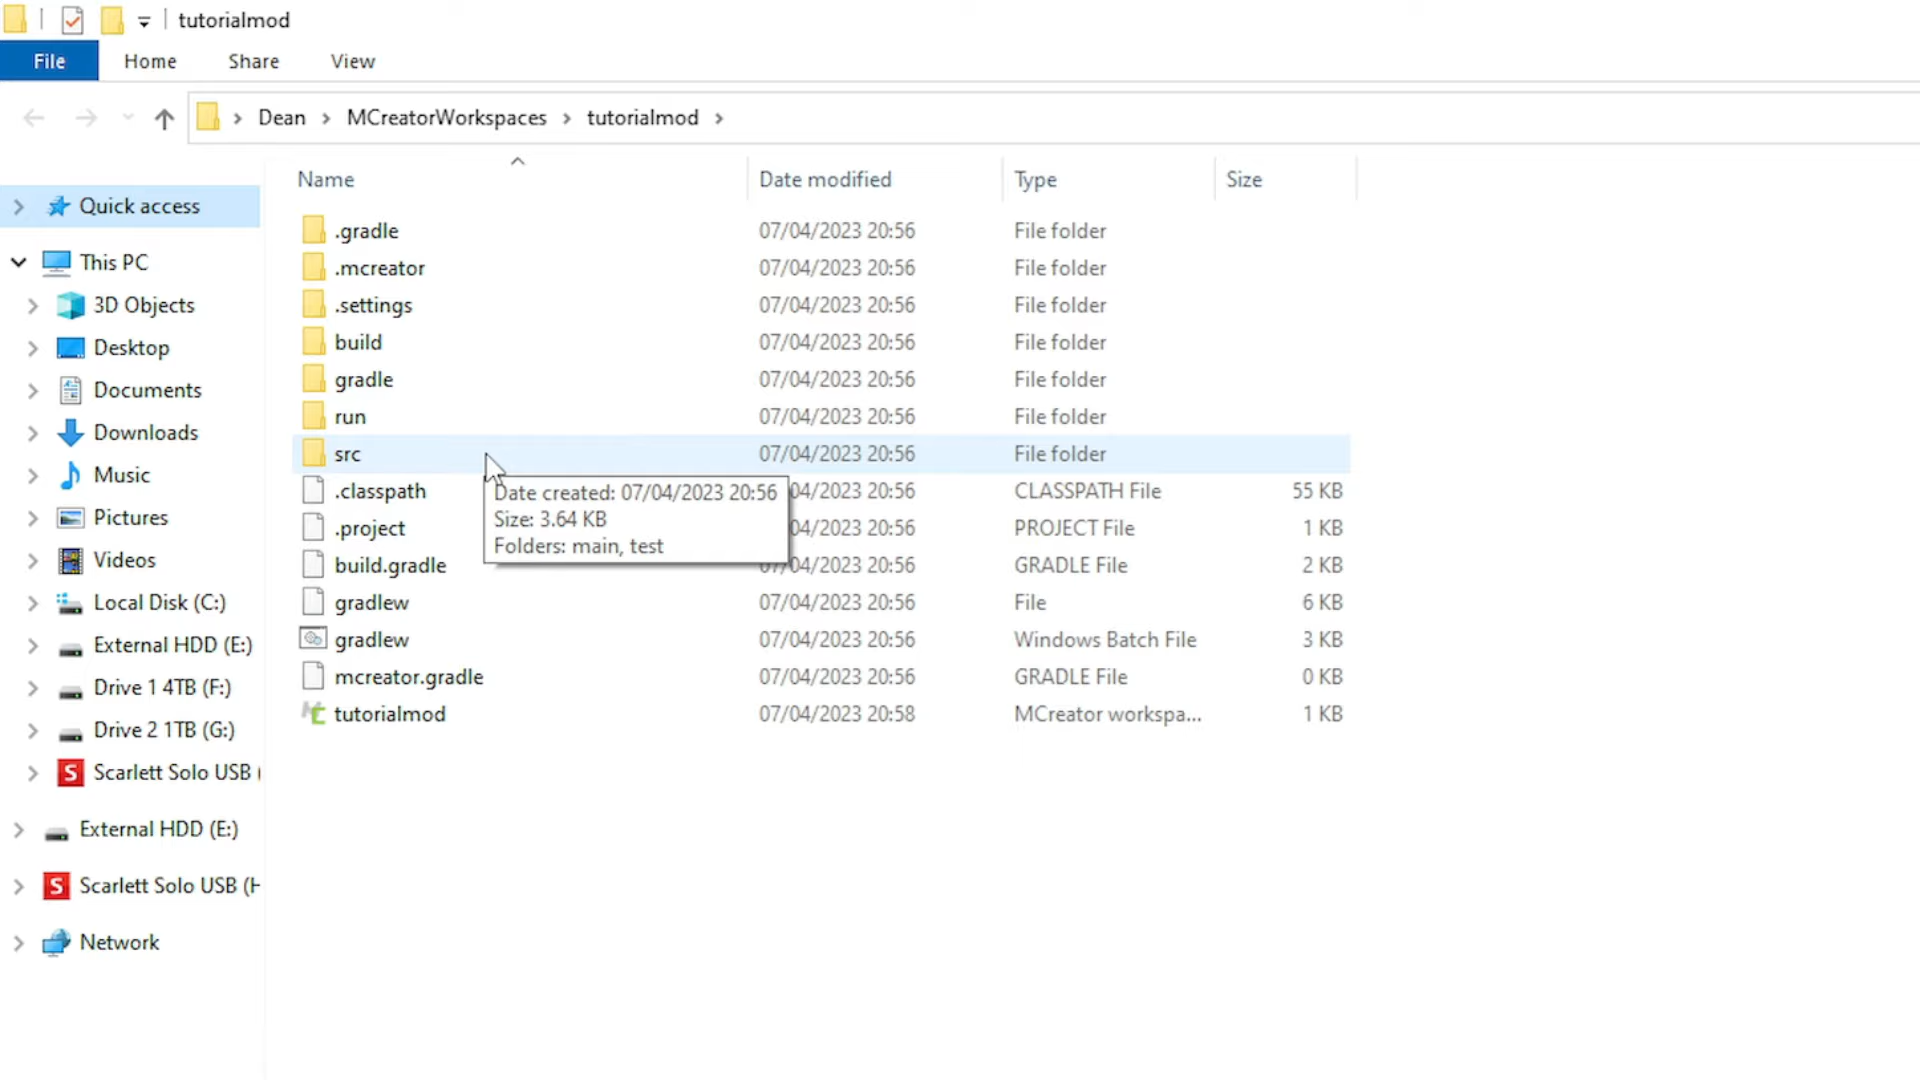 tutorialmod
File Home Share View
Dean MCreatorWorkspaces tutorialmod
Name Date modified Type Size
Quick access
This PC
3D Objects
Desktop
Documents
Downloads
Music
Pictures
Videos
Local Disk (C:)
External HDD (E:)
Drive 1 4TB (F:)
Drive 2 1TB (G:)
Scarlett Solo USB (
External HDD (E:)
Scarlett Solo USB (H
Network
.gradle 07/04/2023 20:56 File folder
.mcreator 07/04/2023 20:56 File folder
.settings 07/04/2023 20:56 File folder
build 07/04/2023 20:56 File folder
gradle 07/04/2023 20:56 File folder
run 07/04/2023 20:56 File folder
src 07/04/2023 20:56 File folder
.classpath 04/2023 20:56 CLASSPATH File 55 KB
.project 04/2023 20:56 PROJECT File 1 KB
build.gradle 07/04/2023 20:56 GRADLE File 2 KB
gradlew 07/04/2023 20:56 File 6 KB
gradlew 07/04/2023 20:56 Windows Batch File 3 KB
mcreator.gradle 07/04/2023 20:56 GRADLE File 0 KB
tutorialmod 07/04/2023 20:58 MCreator workspa... 1 KB
Date created: 07/04/2023 20:56
Size: 3.64 KB
Folders: main, test